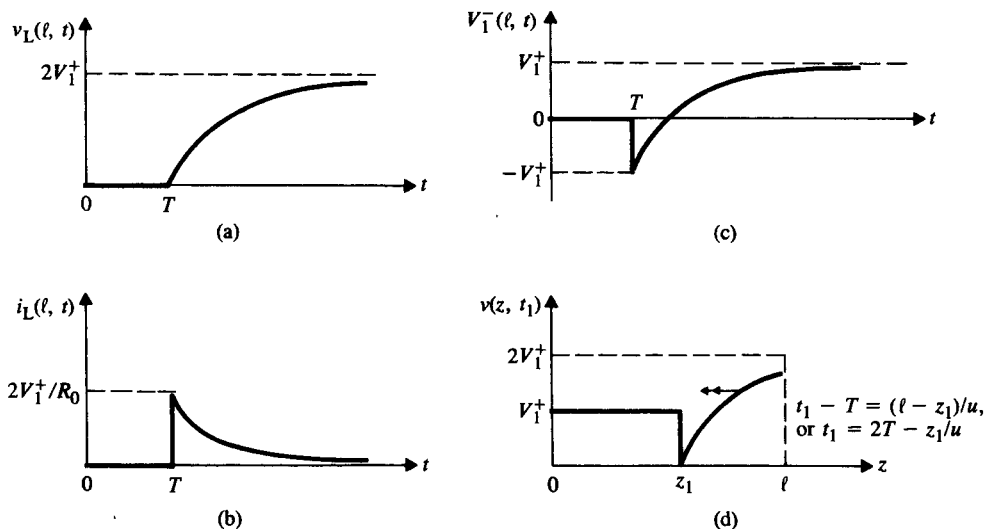 v_L(ℓ, t)
2V_1^+
0
T
t
(a)
V_1^-(ℓ, t)
V_1^+
T
0
t
-V_1^+
(c)
i_L(ℓ, t)
2V_1^+/R_0
0
T
t
(b)
v(z, t_1)
2V_1^+
V_1^+
t_1 - T = (ℓ - z_1)/u,
or t_1 = 2T - z_1/u
0
z_1
ℓ
z
(d)